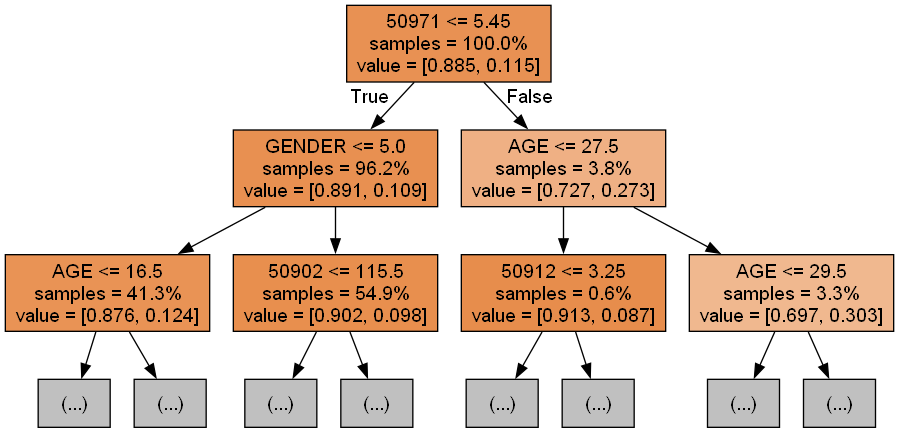 50971 <= 5.45
samples = 100.0%
value = [0.885, 0.115]
True
False
GENDER <= 5.0
samples = 96.2%
value = [0.891, 0.109]
AGE <= 27.5
samples = 3.8%
value = [0.727, 0.273]
AGE <= 16.5
samples = 41.3%
value = [0.876, 0.124]
50902 <= 115.5
samples = 54.9%
value = [0.902, 0.098]
50912 <= 3.25
samples = 0.6%
value = [0.913, 0.087]
AGE <= 29.5
samples = 3.3%
value = [0.697, 0.303]
(...)
(...)
(...)
(...)
(...)
(...)
(...)
(...)